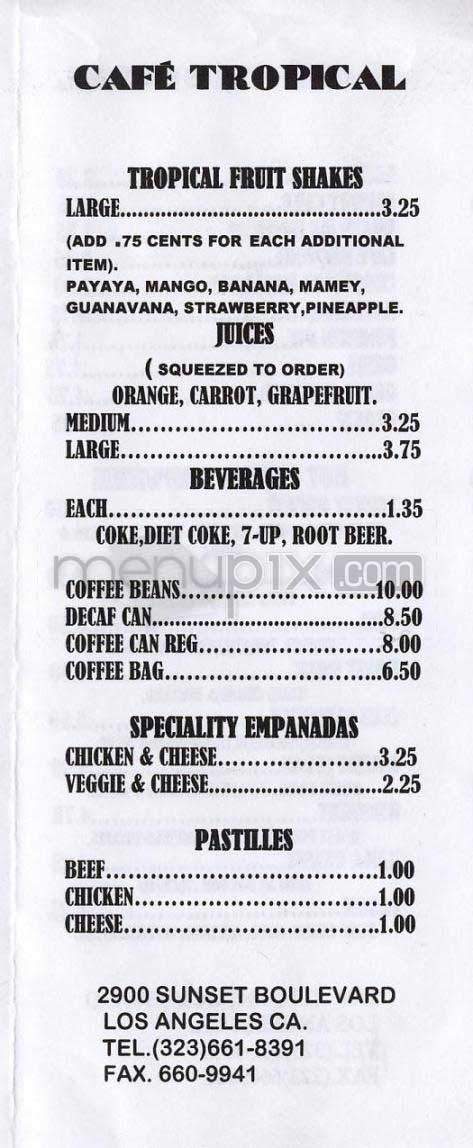 CAFÉ TROPICAL
TROPICAL FRUIT SHAKES
LARGE..................................................3.25
(ADD .75 CENTS FOR EACH ADDITIONAL
ITEM).
PAYAYA, MANGO, BANANA, MAMEY,
GUANAVANA, STRAWBERRY,PINEAPPLE.
JUICES
( SQUEEZED TO ORDER)
ORANGE, CARROT, GRAPEFRUIT.
MEDIUM...........................................3.25
LARGE..............................................3.75
BEVERAGES
EACH................................................1.35
COKE,DIET COKE, 7-UP, ROOT BEER.
menupix.com
COFFEE BEANS................................10.00
DECAF CAN.........................................8.50
COFFEE CAN REG..............................8.00
COFFEE BAG.....................................6.50
SPECIALITY EMPANADAS
CHICKEN & CHEESE...........................3.25
VEGGIE & CHEESE..............................2.25
PASTILLES
BEEF..................................................1.00
CHICKEN............................................1.00
CHEESE..............................................1.00
2900 SUNSET BOULEVARD
LOS ANGELES CA.
TEL.(323)661-8391
FAX. 660-9941